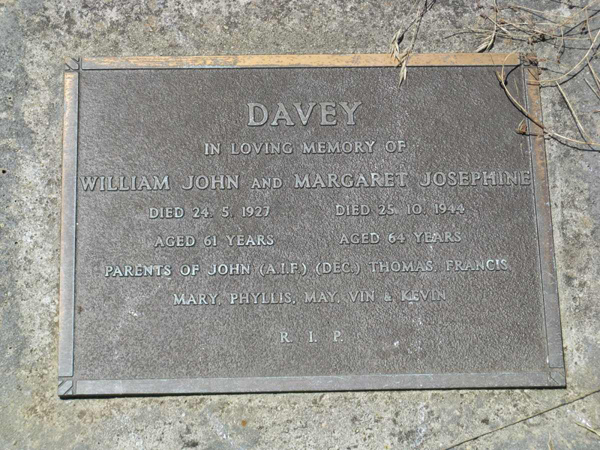 DAVEY
IN LOVING MEMORY OF
WILLIAM JOHN AND MARGARET JOSEPHINE
DIED 24. 5. 1927 DIED 25. 10. 1944
AGED 61 YEARS AGED 64 YEARS
PARENTS OF JOHN (A.I.F.) (DEC.) THOMAS, FRANCIS,
MARY, PHYLLIS, MAY, VIN & KEVIN
R. I. P.